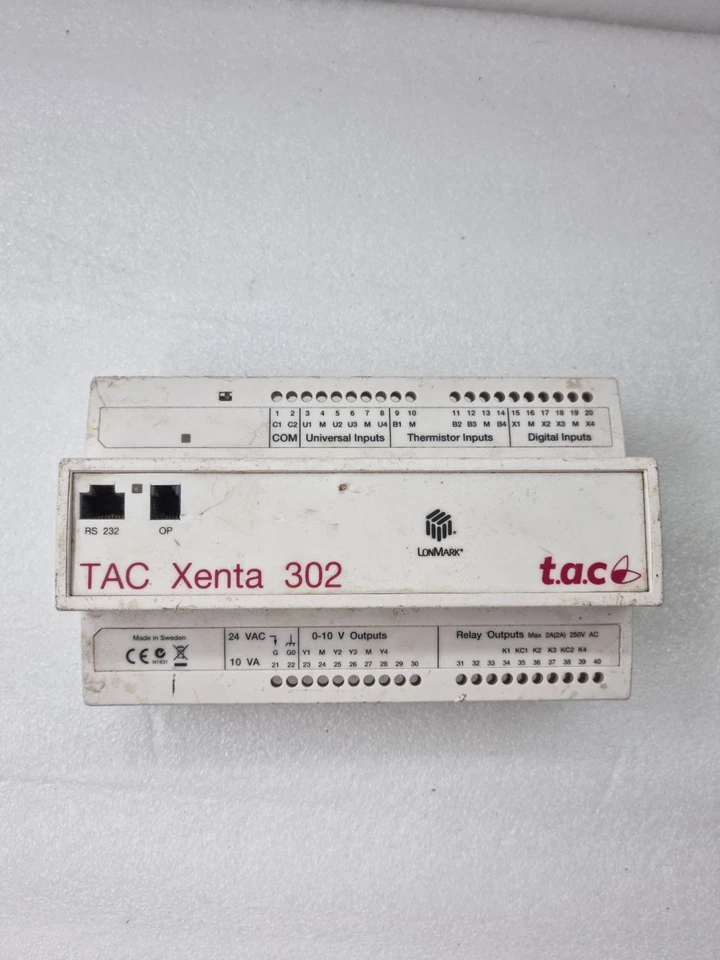 1 2 3 4 5 6 7 8 9 10 11 12 13 14 15 16 17 18 19 20
C1 C2 U1 M U2 U3 M U4 B1 M B2 B3 M B4 X1 M X2 X3 M X4
COM Universal Inputs Thermistor Inputs Digital Inputs
RS 232 OP
LONMARK®
TAC Xenta 302
t.a.c
Made in Sweden 24 VAC 0-10 V Outputs Relay Outputs Max 2A(2A) 250V AC
CE N1831
G G0 Y1 M Y2 Y3 M Y4 K1 KC1 K2 K3 KC2 K4
10 VA 21 22 23 24 25 26 27 28 29 30 31 32 33 34 35 36 37 38 39 40